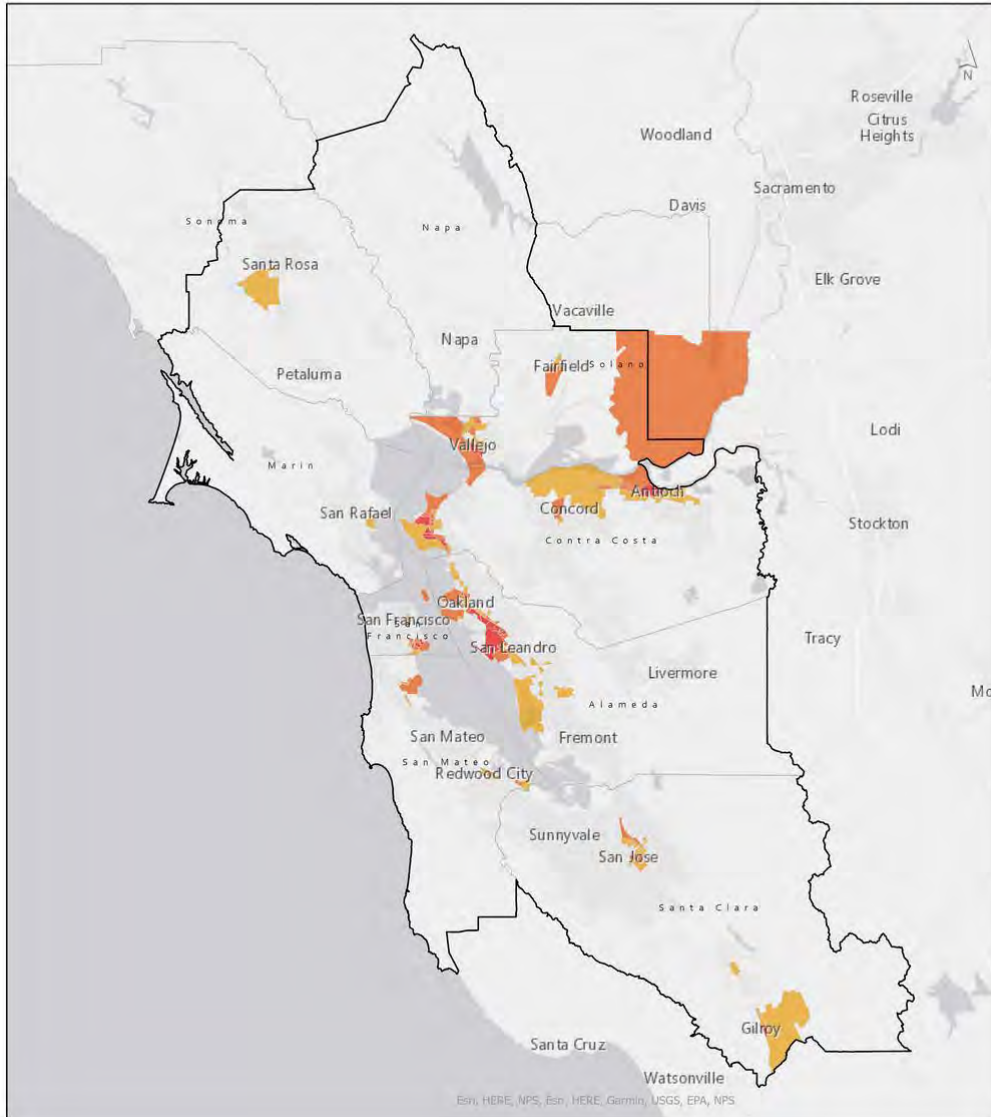 N
Roseville
Citrus
Heights
Woodland
Sacramento
Davis
Sonoma
Napa
Santa Rosa
Elk Grove
Vacaville
Napa
Fairfield
Solano
Petaluma
Lodi
Vallejo
Marin
Antioch
San Rafael
Concord
Stockton
Contra Costa
Oakland
San Francisco
San
Francisco
Tracy
San Leandro
Livermore
Mo
Alameda
San Mateo
Fremont
San Mateo
Redwood City
Sunnyvale
San Jose
Santa Clara
Gilroy
Santa Cruz
Watsonville
Esri, HERE, NPS, Esri, HERE, Garmin, USGS, EPA, NPS